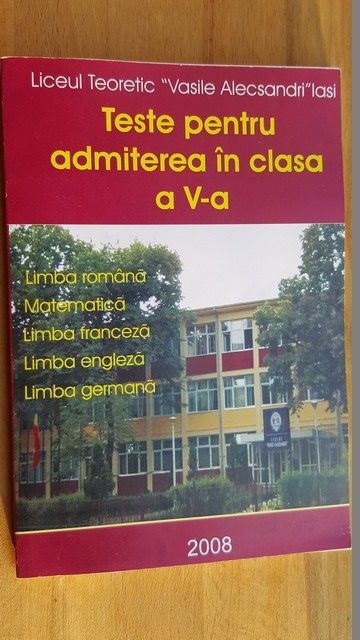 Liceul Teoretic "Vasile Alecsandri" Iasi
Teste pentru
admiterea în clasa
a V-a
Limba română
Matematică
Limba franceză
Limba engleză
Limba germană
2008